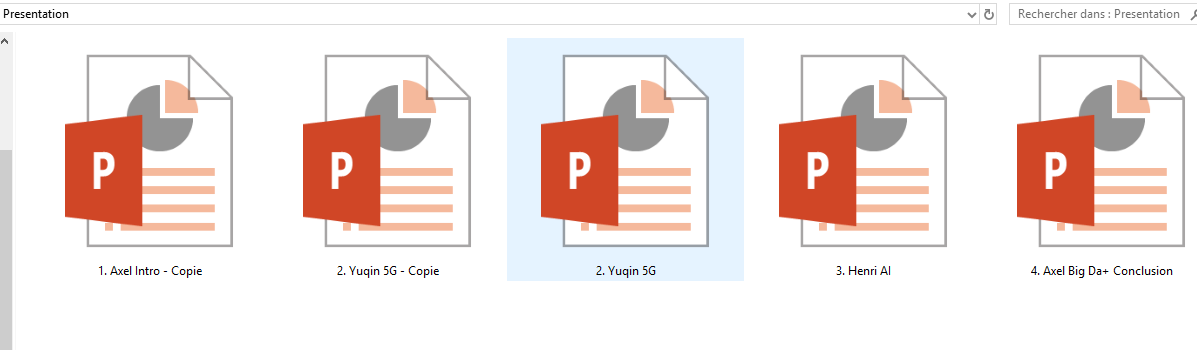 Presentation
Rechercher dans : Presentation
P
P
P
P
P
1. Axel Intro - Copie
2. Yuqin 5G - Copie
2. Yuqin 5G
3. Henri AI
4. Axel Big Da+ Conclusion